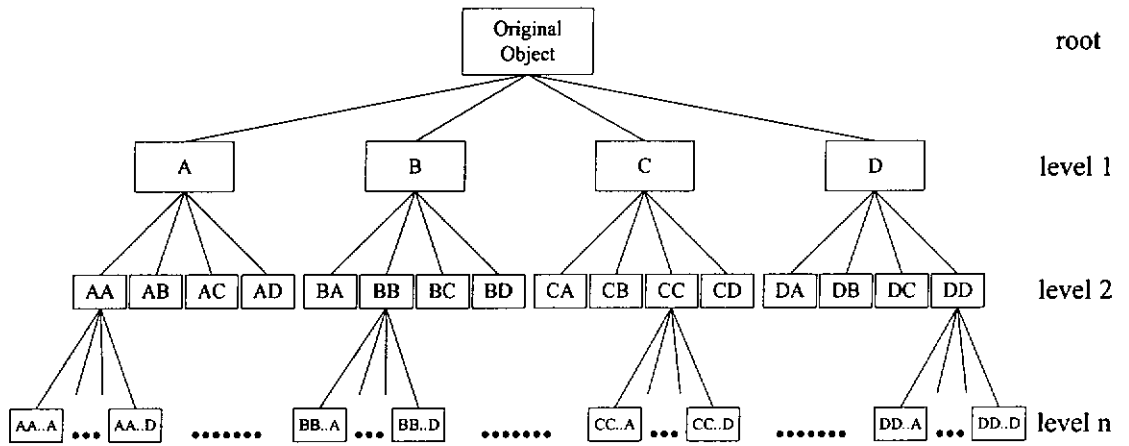 Original
Object
root
A B C D level 1
AA AB AC AD BA BB BC BD CA CB CC CD DA DB DC DD level 2
AA..A ... AA..D ....... BB..A ... BB..D ....... CC..A ... CC..D ....... DD..A ... DD..D level n